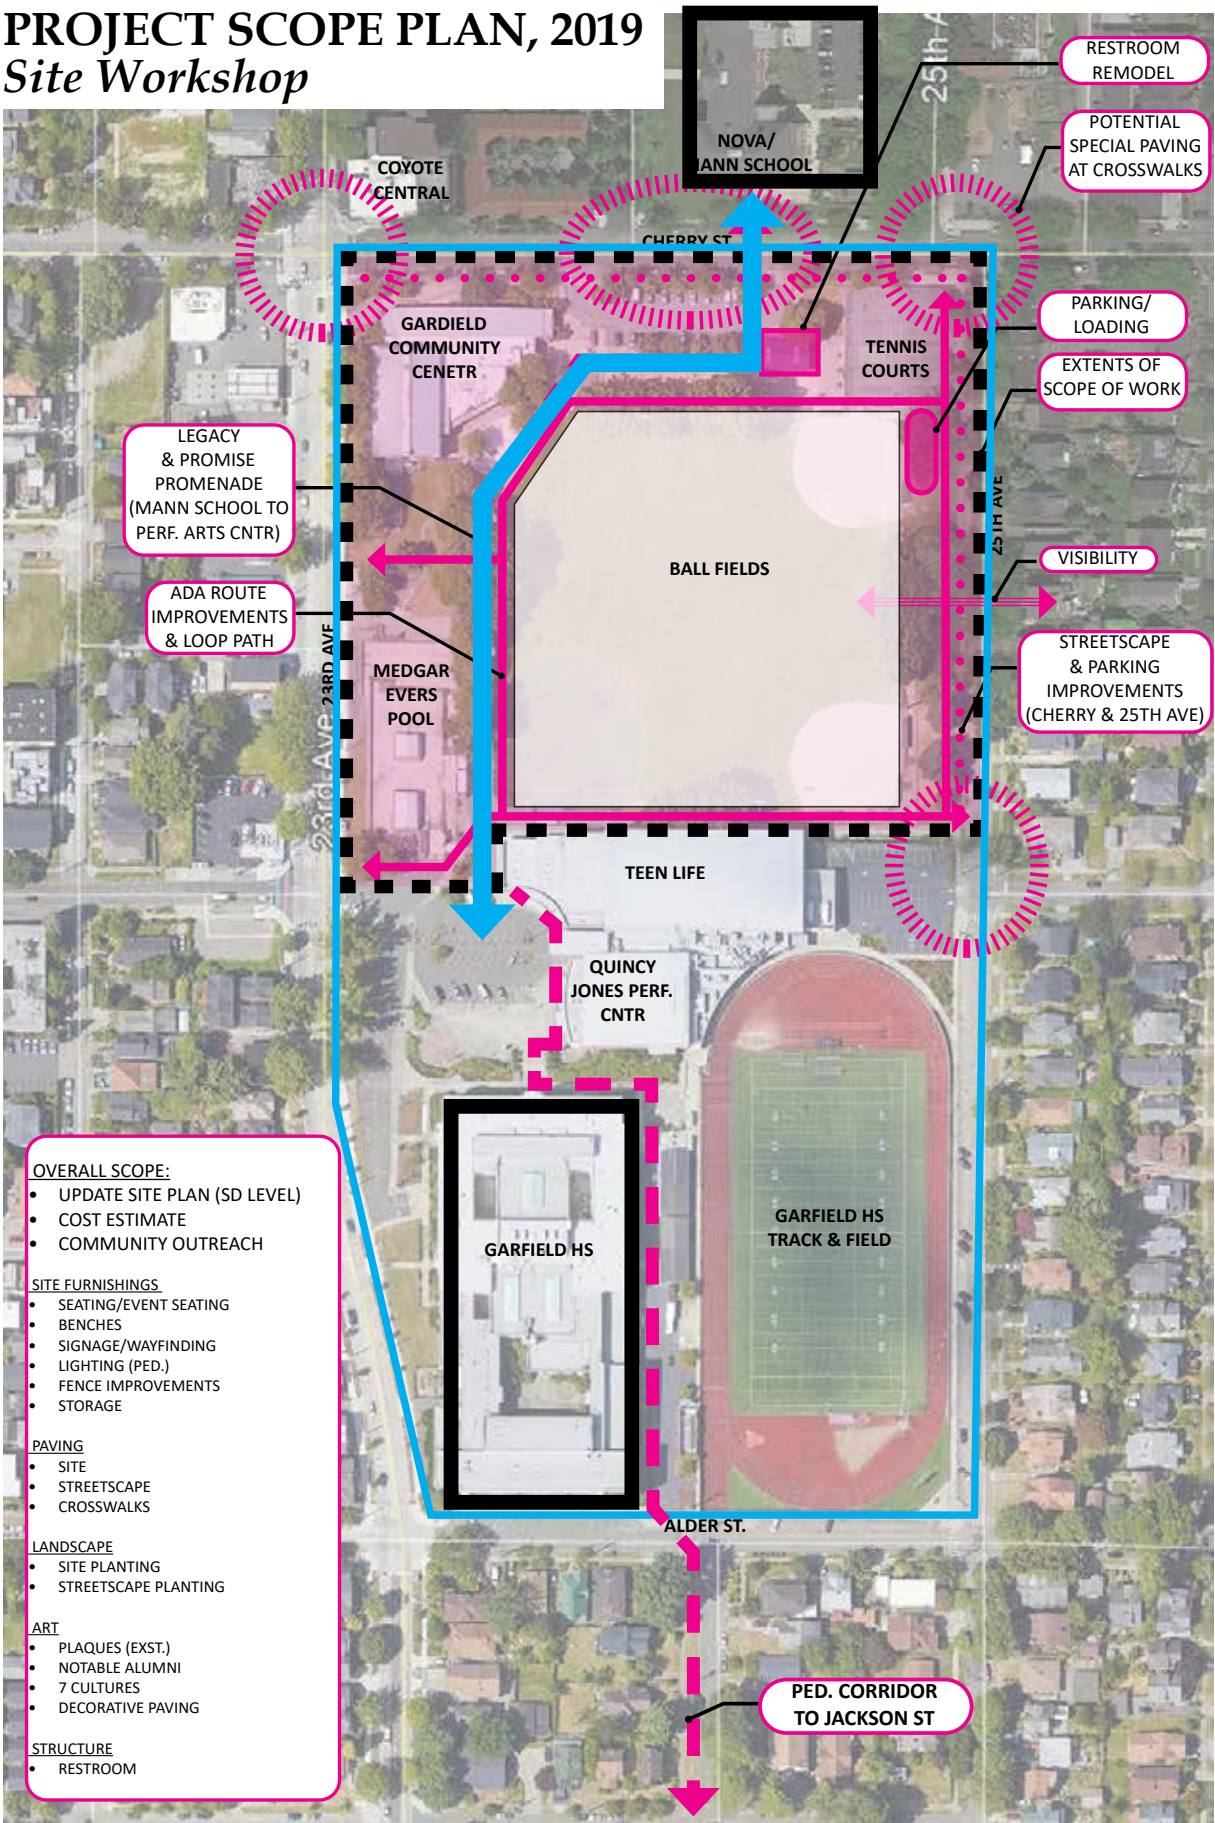 PROJECT SCOPE PLAN, 2019
Site Workshop
25th A
RESTROOM
REMODEL
POTENTIAL
SPECIAL PAVING
AT CROSSWALKS
NOVA/
MANN SCHOOL
COYOTE
CENTRAL
CHERRY ST
GARDIELD
COMMUNITY
CENETR
TENNIS
COURTS
PARKING/
LOADING
EXTENTS OF
SCOPE OF WORK
LEGACY
& PROMISE
PROMENADE
(MANN SCHOOL TO
PERF. ARTS CNTR)
25TH AVE
BALL FIELDS
VISIBILITY
ADA ROUTE
IMPROVEMENTS
& LOOP PATH
23RD AVE
23rd Ave
MEDGAR
EVERS
POOL
STREETSCAPE
& PARKING
IMPROVEMENTS
(CHERRY & 25TH AVE)
TEEN LIFE
QUINCY
JONES PERF.
CNTR
GARFIELD HS
GARFIELD HS
TRACK & FIELD
ALDER ST.
PED. CORRIDOR
TO JACKSON ST
OVERALL SCOPE:
• UPDATE SITE PLAN (SD LEVEL)
• COST ESTIMATE
• COMMUNITY OUTREACH
SITE FURNISHINGS
• SEATING/EVENT SEATING
• BENCHES
• SIGNAGE/WAYFINDING
• LIGHTING (PED.)
• FENCE IMPROVEMENTS
• STORAGE
PAVING
• SITE
• STREETSCAPE
• CROSSWALKS
LANDSCAPE
• SITE PLANTING
• STREETSCAPE PLANTING
ART
• PLAQUES (EXST.)
• NOTABLE ALUMNI
• 7 CULTURES
• DECORATIVE PAVING
STRUCTURE
• RESTROOM